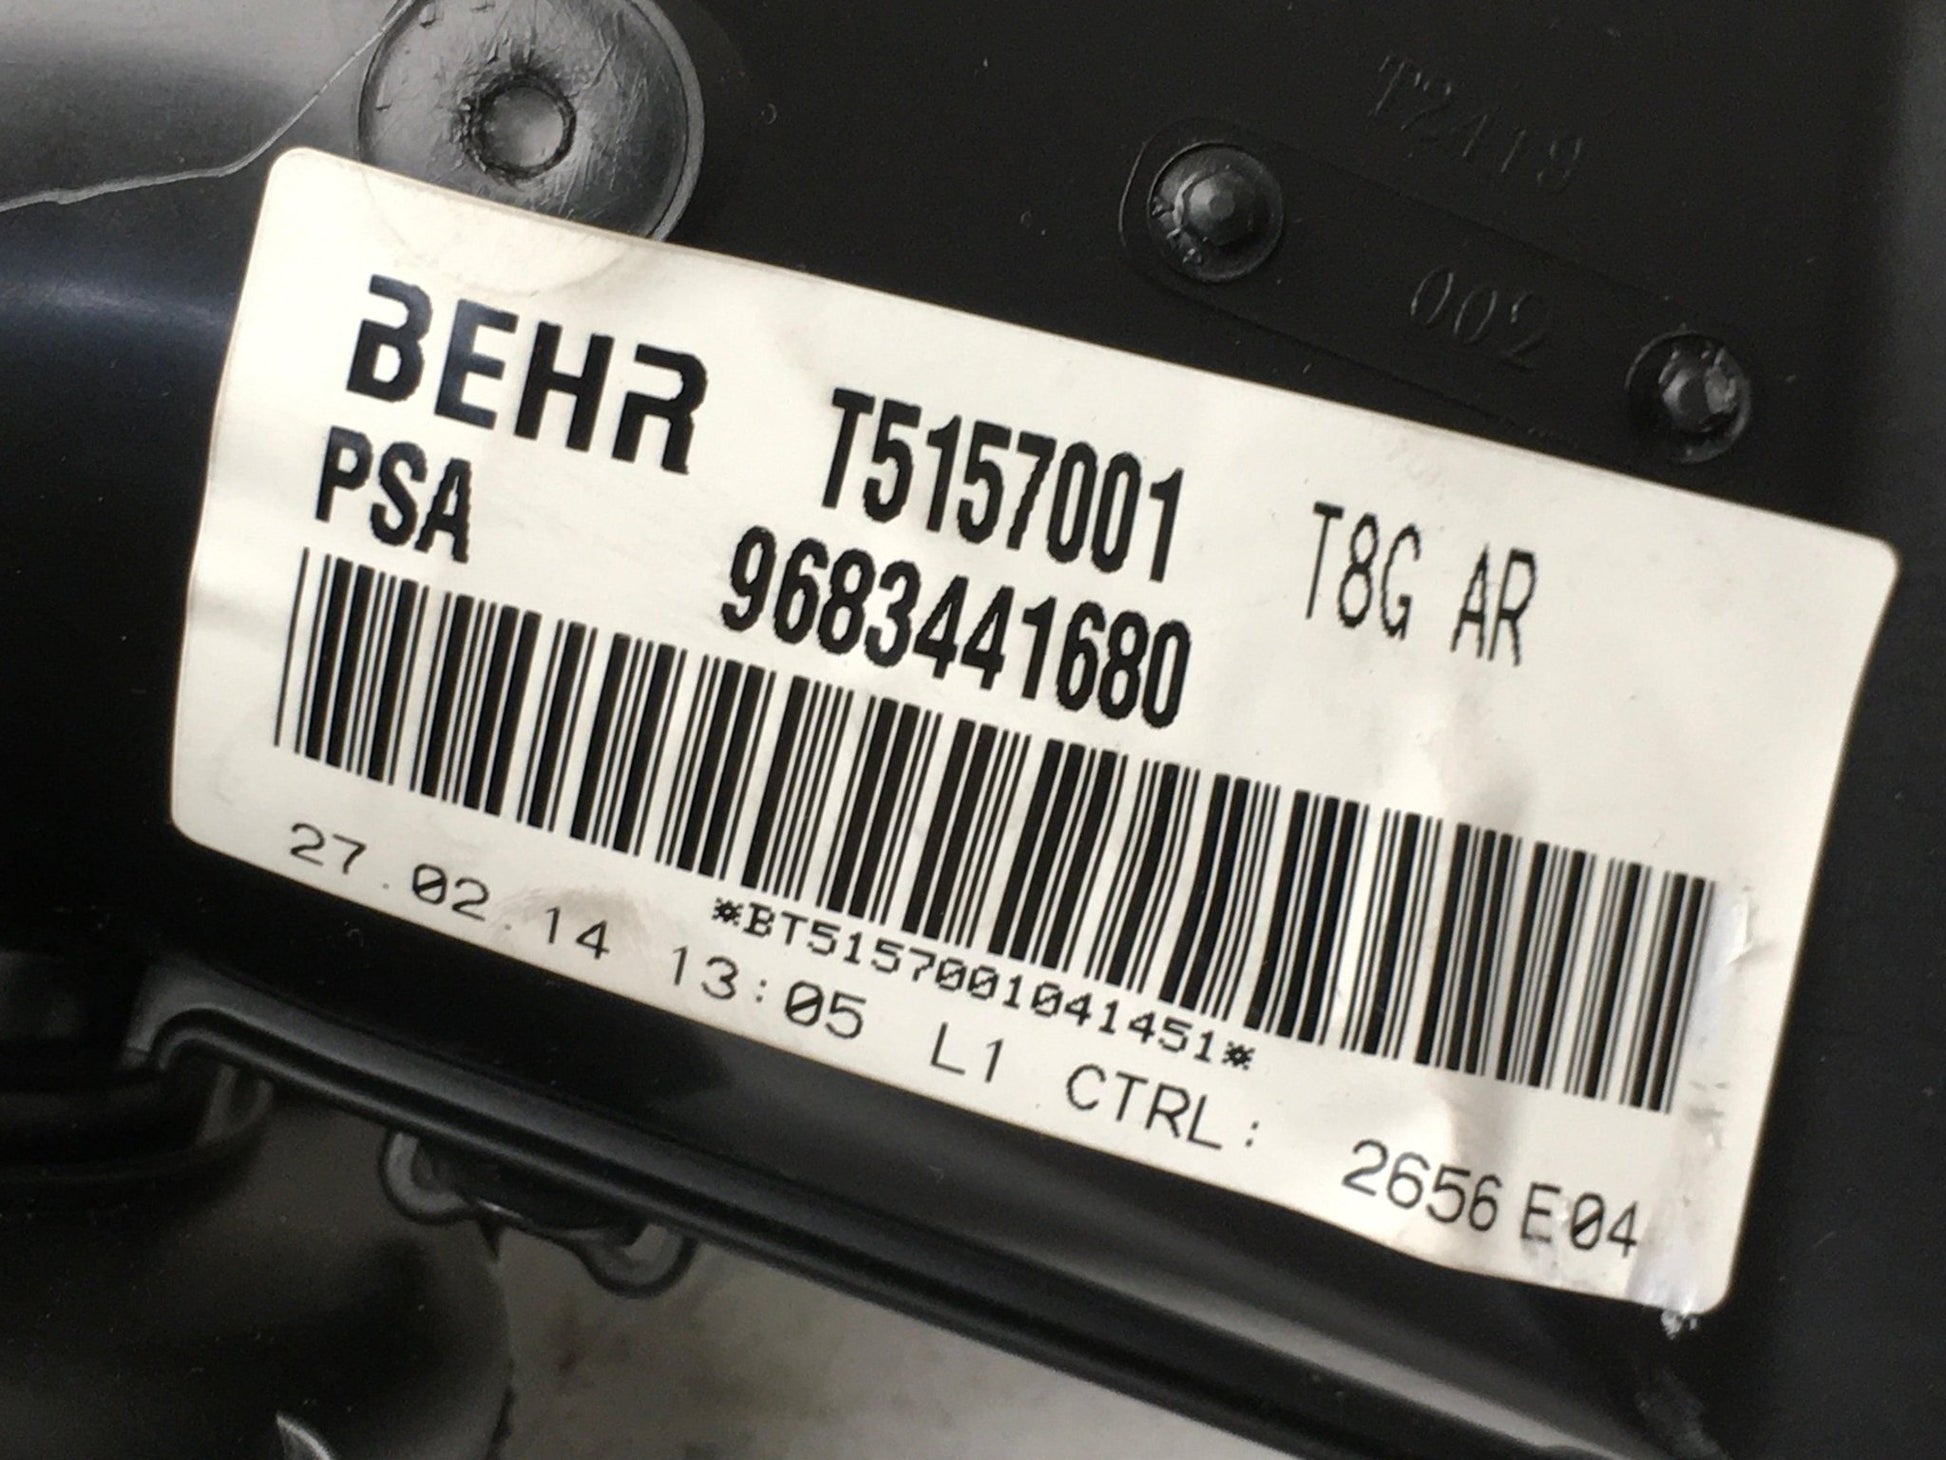 T2419
002
BEHR T5157001 T8G AR
PSA 9683441680
*BT5157001041451*
27.02.14 13:05 L1 CTRL: 2656 E04